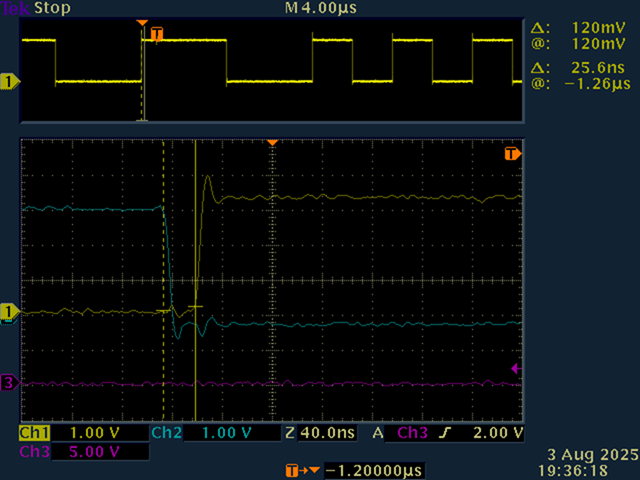 Tek Stop M 4.00µs
T
Δ: 120mV
@: 120mV
Δ: 25.6ns
@: −1.26µs
1
T
1
3
Ch1 1.00 V Ch2 1.00 V Z 40.0ns A Ch3 2.00 V
Ch3 5.00 V
T −1.20000µs
3 Aug 2025
19:36:18